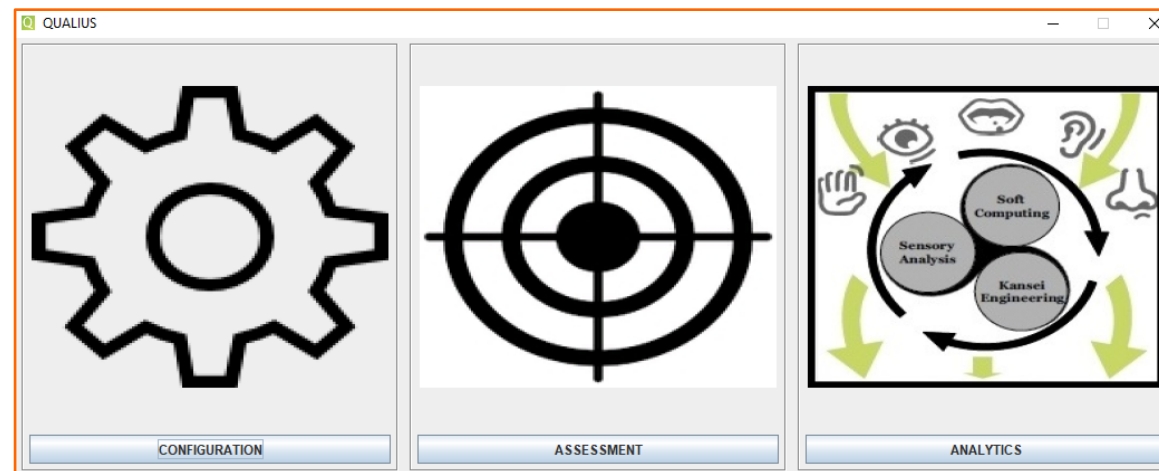 QUALIUS
Soft
Computing
Sensory
Analysis
Kansei
Engineering
CONFIGURATION
ASSESSMENT
ANALYTICS